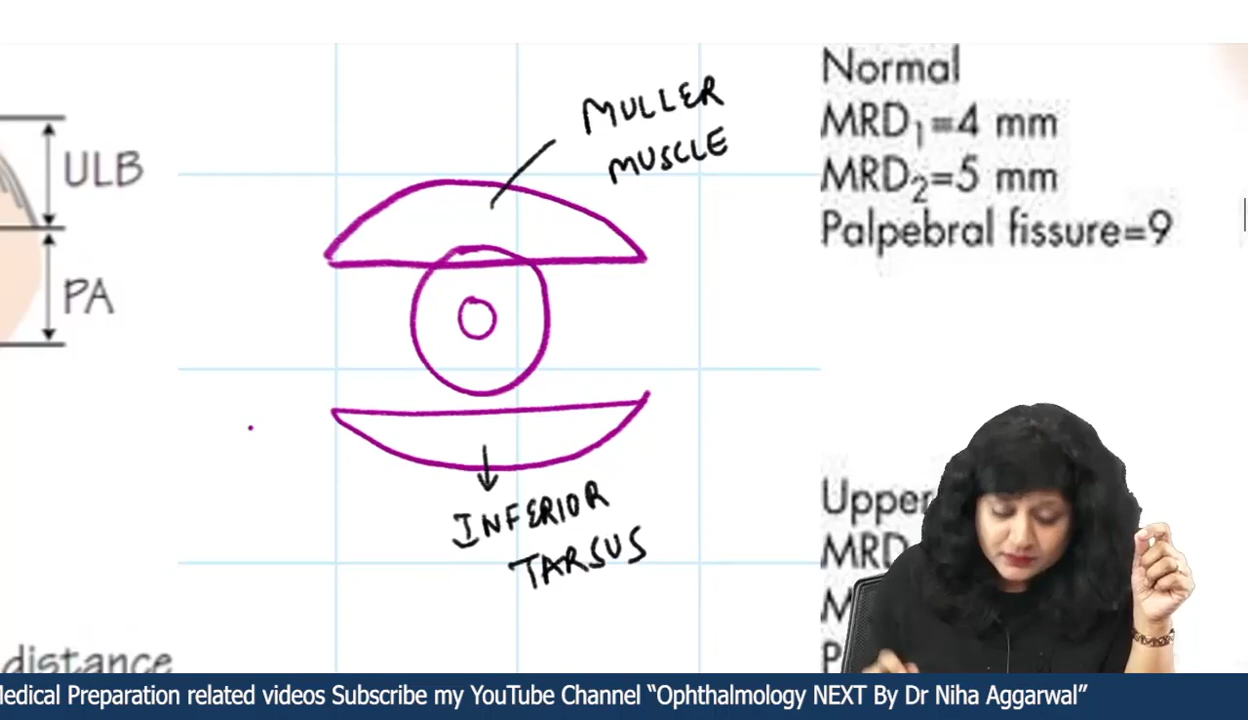 ULB
PA
distance
MULLER
MUSCLE
INFERIOR
TARSUS
Normal
MRD1=4 mm
MRD2=5 mm
Palpebral fissure=9
Upper
MRD
M
P
Medical Preparation related videos Subscribe my YouTube Channel “Ophthalmology NEXT By Dr Niha Aggarwal”